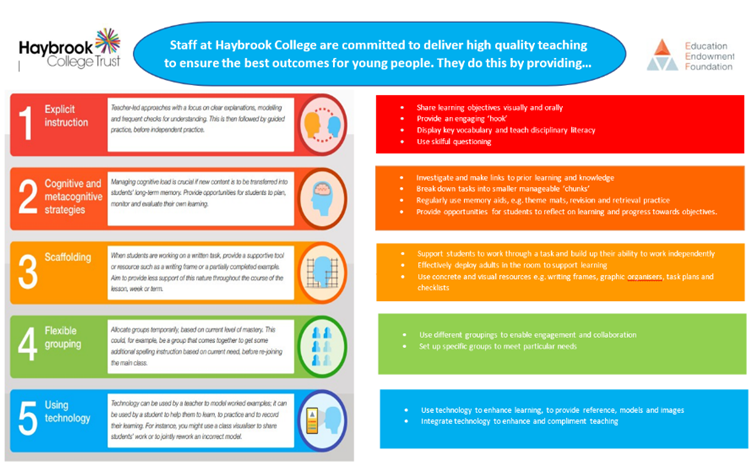 Haybrook
College Trust
Staff at Haybrook College are committed to deliver high quality teaching
to ensure the best outcomes for young people. They do this by providing...
Education
Endowment
Foundation
1
Explicit
instruction
Teacher-led approaches with a focus on clear explanations, modelling
and frequent checks for understanding. This is then followed by guided
practice, before independent practice.
• Share learning objectives visually and orally
• Provide an engaging 'hook'
• Display key vocabulary and teach disciplinary literacy
• Use skilful questioning
2
Cognitive and
metacognitive
strategies
Managing cognitive load is crucial if new content is to be transferred into
students' long-term memory. Provide opportunities for students to plan,
monitor and evaluate their own learning.
• Investigate and make links to prior learning and knowledge
• Break down tasks into smaller manageable 'chunks'
• Regularly use memory aids, e.g. theme mats, revision and retrieval practice
• Provide opportunities for students to reflect on learning and progress towards objectives.
3
Scaffolding
When students are working on a written task, provide a supportive tool
or resource such as a writing frame or a partially completed example.
Aim to provide less support of this nature throughout the course of the
lesson, week or term.
• Support students to work through a task and build up their ability to work independently
• Effectively deploy adults in the room to support learning
• Use concrete and visual resources e.g. writing frames, graphic organisers, task plans and
checklists
4
Flexible
grouping
Allocate groups temporarily, based on current level of mastery. This
could, for example, be a group that comes together to get some
additional spelling instruction based on current need, before re-joining
the main class.
• Use different groupings to enable engagement and collaboration
• Set up specific groups to meet particular needs
5
Using
technology
Technology can be used by a teacher to model worked examples; it can
be used by a student to help them to learn, to practice and to record
their learning. For instance, you might use a class visualiser to share
students' work or to jointly rework an incorrect model.
• Use technology to enhance learning, to provide reference, models and images
• Integrate technology to enhance and compliment teaching